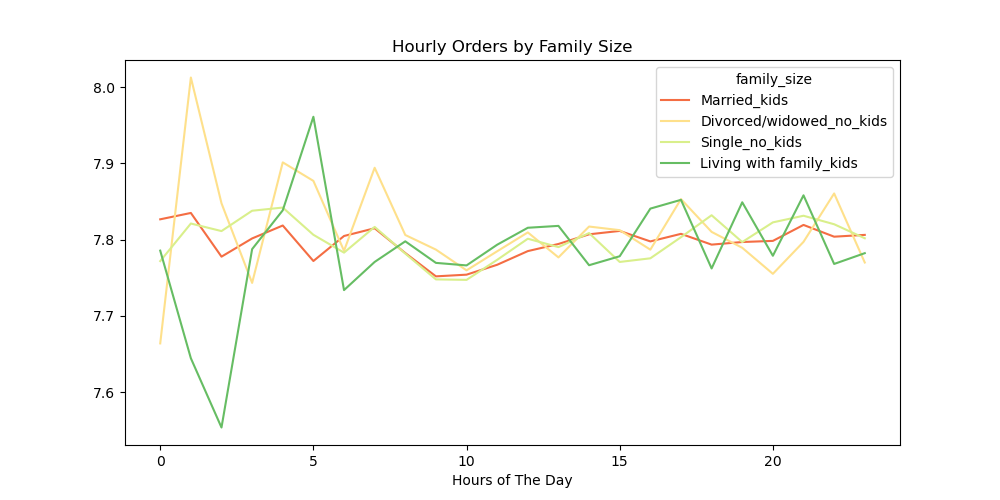 Hourly Orders by Family Size
family_size
Married_kids
Divorced/widowed_no_kids
Single_no_kids
Living with family_kids
8.0
7.9
7.8
7.7
7.6
0 5 10 15 20
Hours of The Day